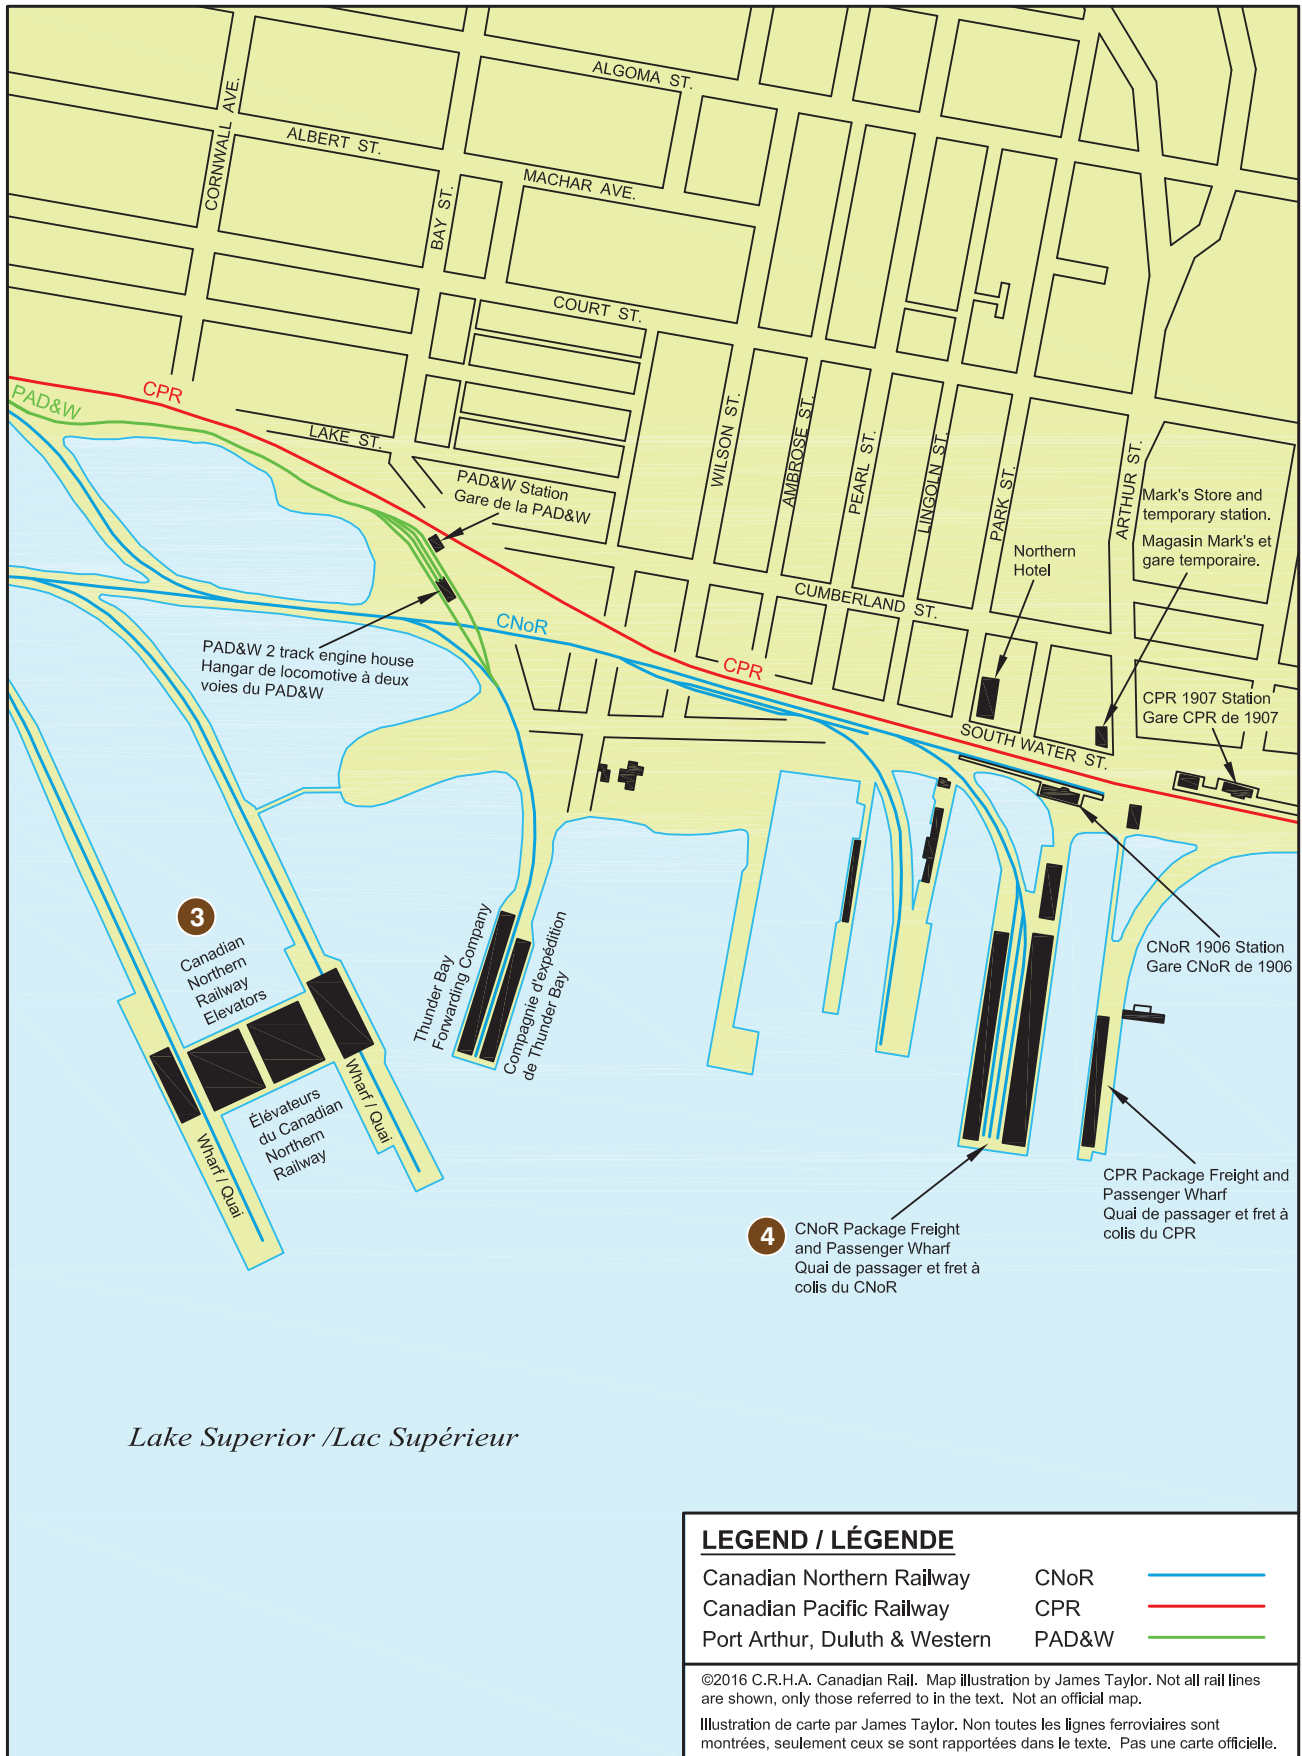 ALGOMA ST.
CORNWALL AVE.
ALBERT ST.
MACHAR AVE.
BAY ST.
COURT ST.
CPR
PAD&W
LAKE ST.
WILSON ST.
AMBROSE ST.
PEARL ST.
LINGOLN ST.
PARK ST.
ARTHUR ST.
PAD&W Station
Gare de la PAD&W
Mark's Store and
temporary station.
Magasin Mark's et
gare temporaire.
Northern
Hotel
CUMBERLAND ST.
CNoR
PAD&W 2 track engine house
Hangar de locomotive à deux
voies du PAD&W
CPR
CPR 1907 Station
Gare CPR de 1907
SOUTH WATER ST.
3
Canadian
Northern
Railway
Elevators
Thunder Bay
Forwarding Company
Compagnie d'expédition
de Thunder Bay
CNoR 1906 Station
Gare CNoR de 1906
Élévateurs
du Canadian
Northern
Railway
Wharf / Quai
Wharf / Quai
4
CNoR Package Freight
and Passenger Wharf
Quai de passager et fret à
colis du CNoR
CPR Package Freight and
Passenger Wharf
Quai de passager et fret à
colis du CPR
Lake Superior /Lac Supérieur
LEGEND / LÉGENDE
Canadian Northern Railway CNoR
Canadian Pacific Railway CPR
Port Arthur, Duluth & Western PAD&W
©2016 C.R.H.A. Canadian Rail. Map illustration by James Taylor. Not all rail lines
are shown, only those referred to in the text. Not an official map.
Illustration de carte par James Taylor. Non toutes les lignes ferroviaires sont
montrées, seulement ceux se sont rapportées dans le texte. Pas une carte officielle.